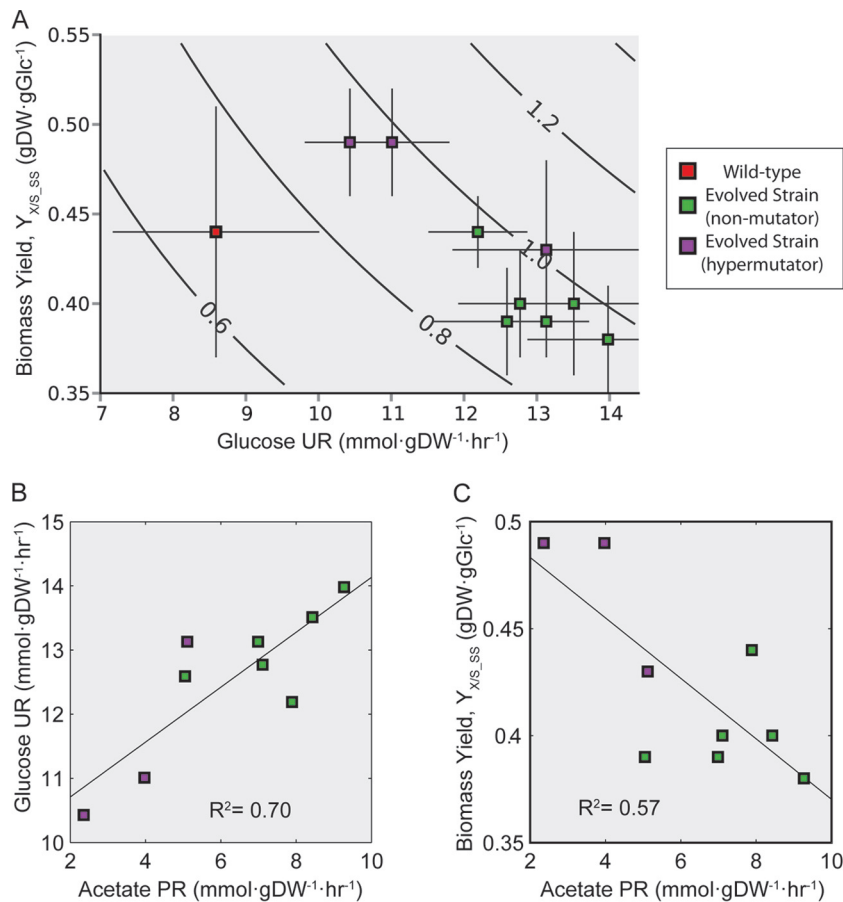 A
Biomass Yield, Y_X/S_SS (gDW·gGlc⁻¹)
0.55
0.50
0.45
0.40
0.35
1.2
1.0
0.8
0.6
7 8 9 10 11 12 13 14
Glucose UR (mmol·gDW⁻¹·hr⁻¹)
Wild-type
Evolved Strain
(non-mutator)
Evolved Strain
(hypermutator)
B
Glucose UR (mmol·gDW⁻¹·hr⁻¹)
15
14
13
12
11
10
R²= 0.70
2 4 6 8 10
Acetate PR (mmol·gDW⁻¹·hr⁻¹)
C
Biomass Yield, Y_X/S_SS (gDW·gGlc⁻¹)
0.5
0.45
0.4
0.35
R²= 0.57
2 4 6 8 10
Acetate PR (mmol·gDW⁻¹·hr⁻¹)